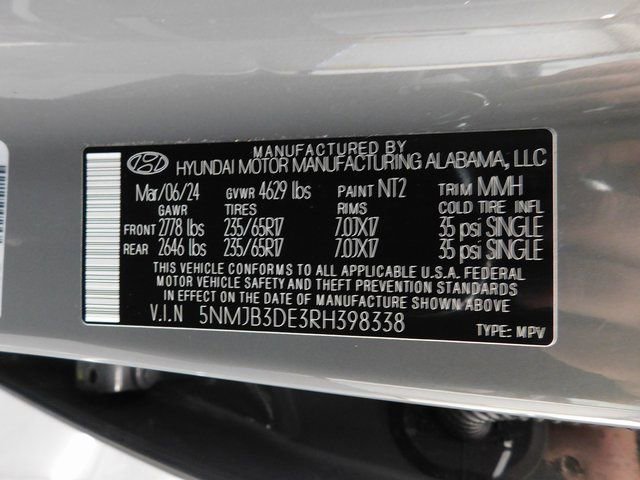 MANUFACTURED BY
HYUNDAI MOTOR MANUFACTURING ALABAMA, LLC
Mar/06/24 GVWR 4629 lbs PAINT NT2 TRIM MMH
GAWR TIRES RIMS COLD TIRE INFL
FRONT 2778 lbs 235/65R17 7.0JX17 35 psi SINGLE
REAR 2646 lbs 235/65R17 7.0JX17 35 psi SINGLE
THIS VEHICLE CONFORMS TO ALL APPLICABLE U.S.A. FEDERAL
MOTOR VEHICLE SAFETY AND THEFT PREVENTION STANDARDS
IN EFFECT ON THE DATE OF MANUFACTURE SHOWN ABOVE
V.I.N 5NMJB3DE3RH398338
TYPE: MPV